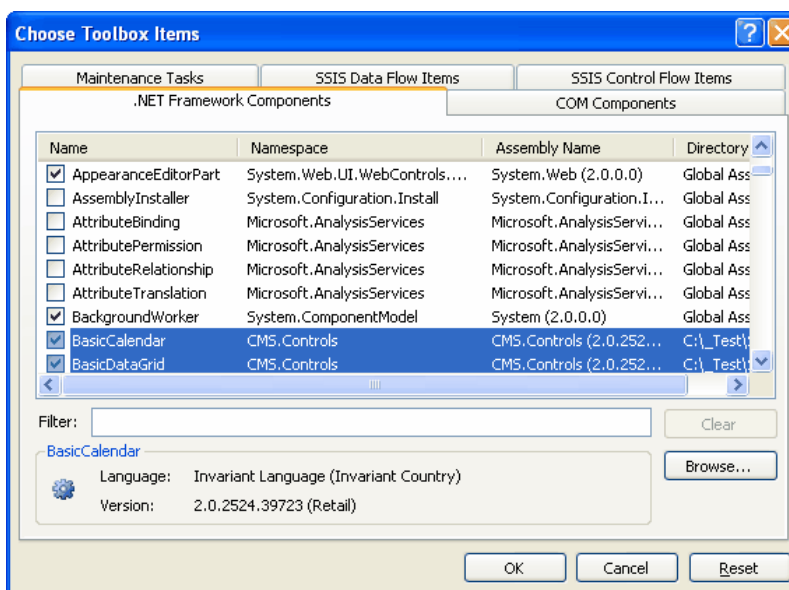 Choose Toolbox Items
Maintenance Tasks SSIS Data Flow Items SSIS Control Flow Items
.NET Framework Components COM Components
Name Namespace Assembly Name Directory
AppearanceEditorPart System.Web.UI.WebControls.... System.Web (2.0.0.0) Global Ass
AssemblyInstaller System.Configuration.Install System.Configuration.I... Global Ass
AttributeBinding Microsoft.AnalysisServices Microsoft.AnalysisServi... Global Ass
AttributePermission Microsoft.AnalysisServices Microsoft.AnalysisServi... Global Ass
AttributeRelationship Microsoft.AnalysisServices Microsoft.AnalysisServi... Global Ass
AttributeTranslation Microsoft.AnalysisServices Microsoft.AnalysisServi... Global Ass
BackgroundWorker System.ComponentModel System (2.0.0.0) Global Ass
BasicCalendar CMS.Controls CMS.Controls (2.0.252... C:\_Test\
BasicDataGrid CMS.Controls CMS.Controls (2.0.252... C:\_Test\
Filter: Clear
BasicCalendar
Browse...
Language: Invariant Language (Invariant Country)
Version: 2.0.2524.39723 (Retail)
OK Cancel Reset